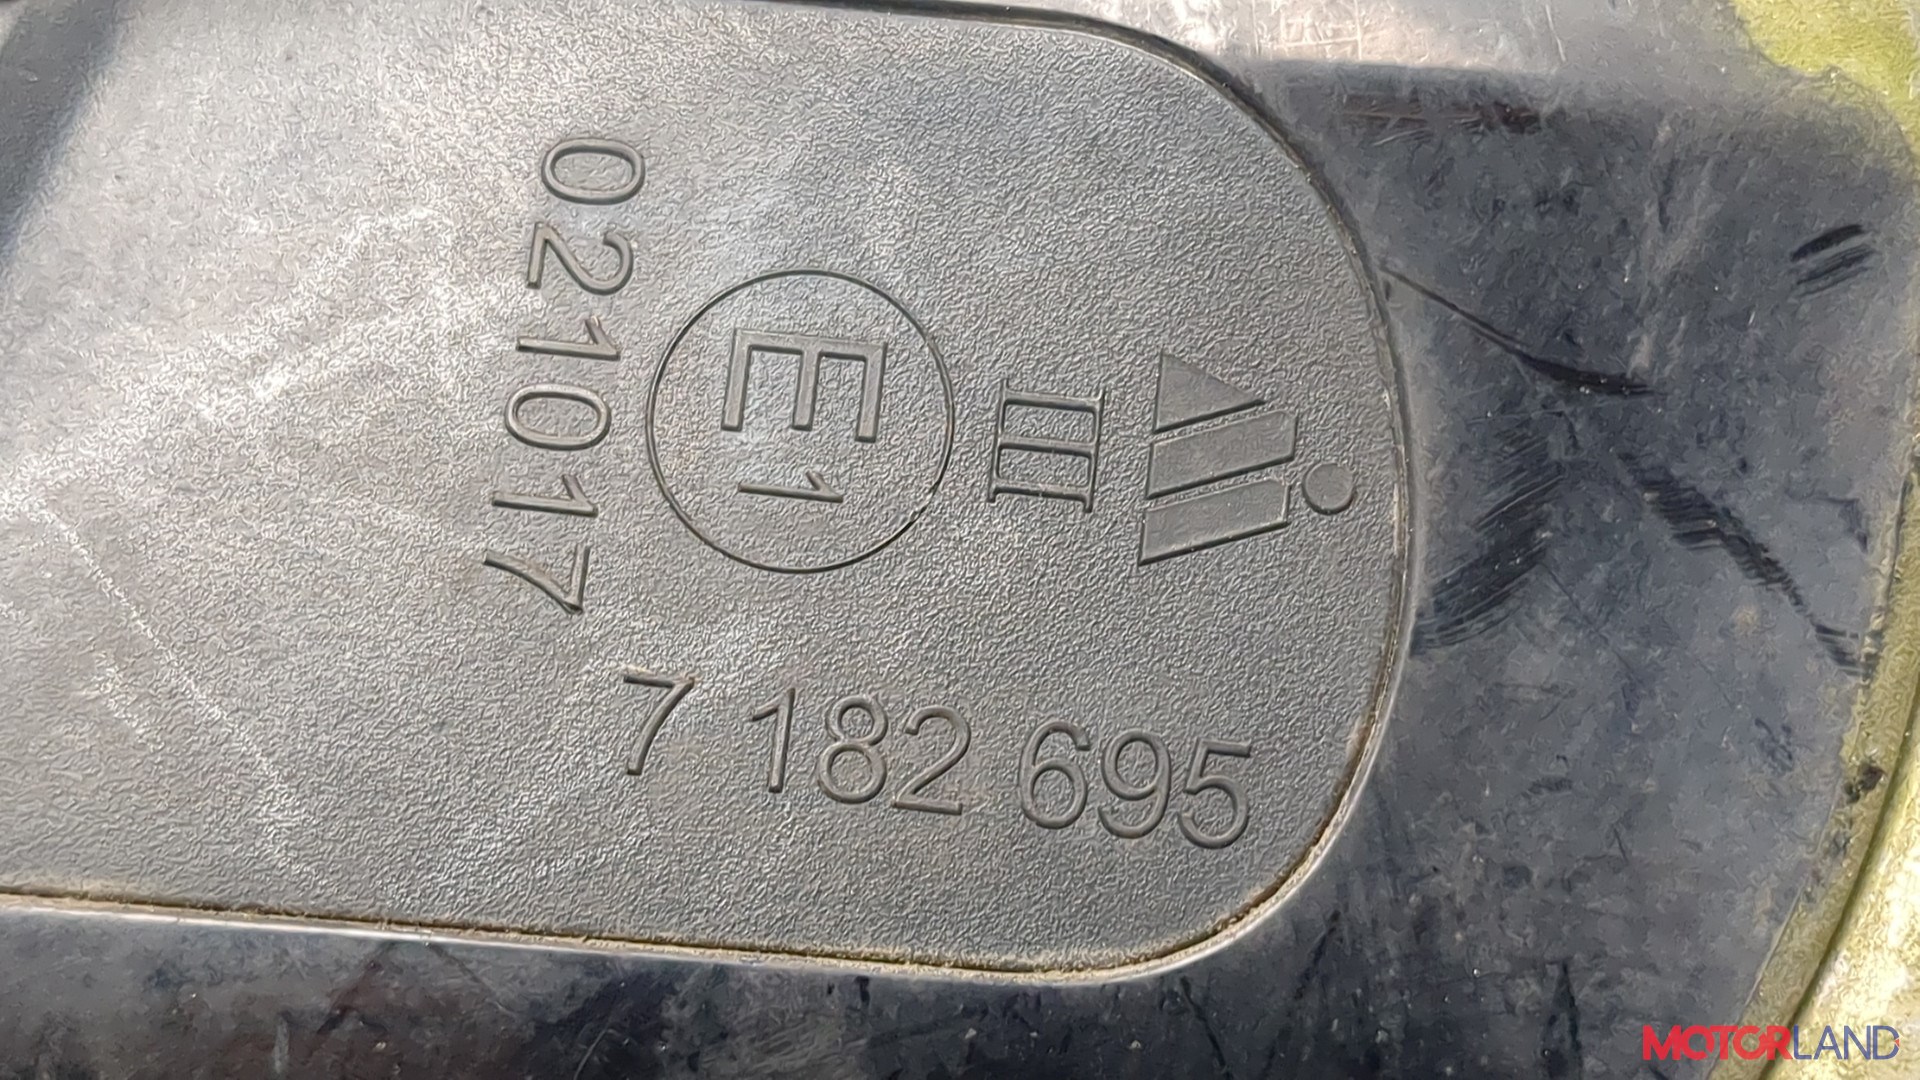 III
E1
021017
7 182 695
MOTORLAND